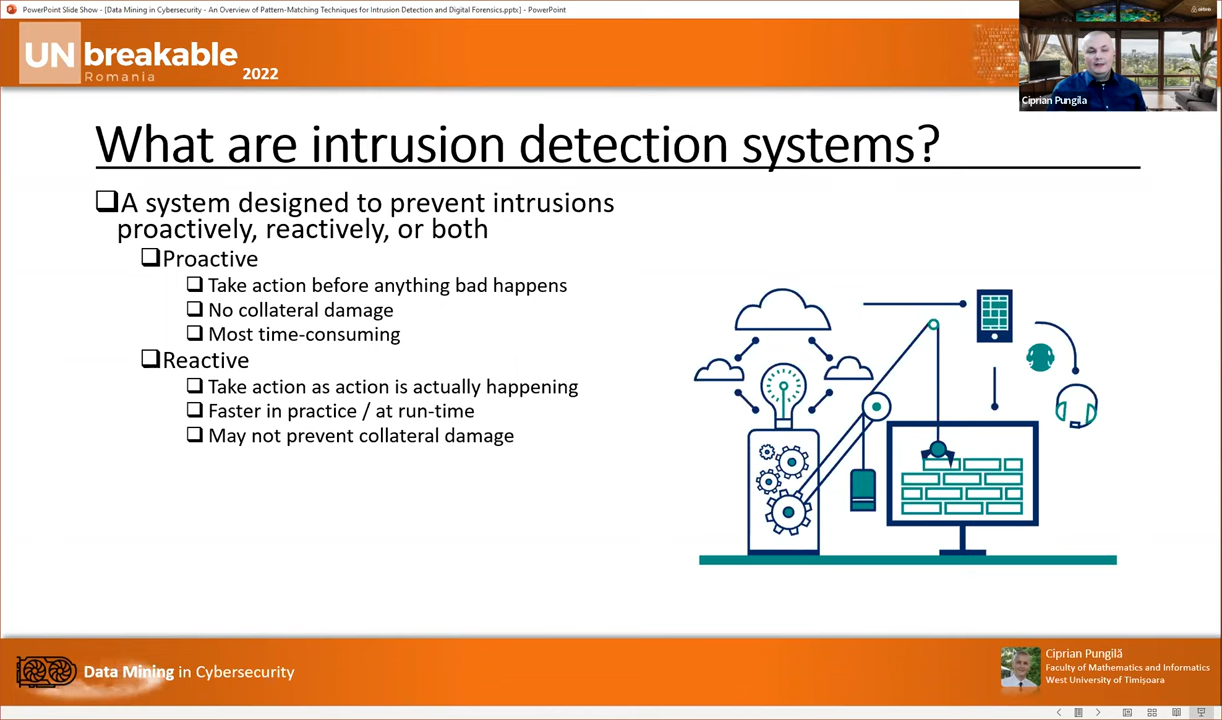 PowerPoint Slide Show - [Data Mining in Cybersecurity - An Overview of Pattern-Matching Techniques for Intrusion Detection and Digital Forensics.pptx] - PowerPoint
UNbreakable
Romania
2022
Ciprian Pungila
What are intrusion detection systems?
A system designed to prevent intrusions
proactively, reactively, or both
Proactive
Take action before anything bad happens
No collateral damage
Most time-consuming
Reactive
Take action as action is actually happening
Faster in practice / at run-time
May not prevent collateral damage
Data Mining in Cybersecurity
Ciprian Pungilă
Faculty of Mathematics and Informatics
West University of Timișoara